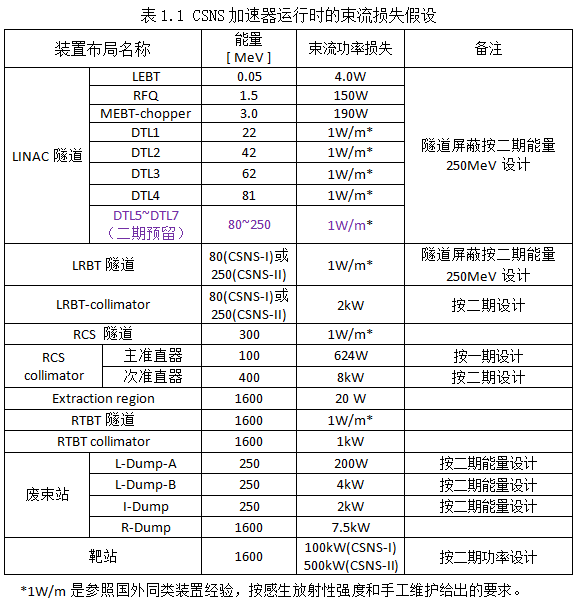 表1.1 CSNS加速器运行时的束流损失假设
装置布局名称 能量 [MeV] 束流功率损失 备注
LINAC 隧道 LEBT 0.05 4.0W 隧道屏蔽按二期能量 250MeV 设计
RFQ 1.5 150W
MEBT-chopper 3.0 190W
DTL1 22 1W/m*
DTL2 42 1W/m*
DTL3 62 1W/m*
DTL4 81 1W/m*
DTL5~DTL7 (二期预留) 80~250 1W/m*
LRBT 隧道 80(CSNS-I)或 250(CSNS-II) 1W/m* 隧道屏蔽按二期能量 250MeV 设计
LRBT-collimator 80(CSNS-I)或 250(CSNS-II) 2kW 按二期设计
RCS 隧道 300 1W/m*
RCS collimator 主准直器 100 624W 按一期设计
次准直器 400 8kW 按二期设计
Extraction region 1600 20 W
RTBT 隧道 1600 1W/m*
RTBT collimator 1600 1kW
废束站 L-Dump-A 250 200W 按二期能量设计
L-Dump-B 250 4kW 按二期能量设计
I-Dump 250 2kW 按二期能量设计
R-Dump 1600 7.5kW
靶站 1600 100kW(CSNS-I) 500kW(CSNS-II) 按二期功率设计
*1W/m 是参照国外同类装置经验，按感生放射性强度和手工维护给出的要求。